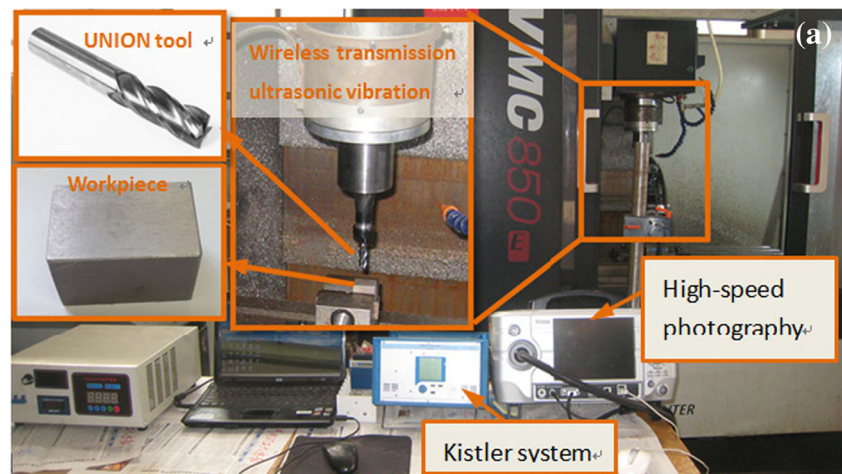 (a)
UNION tool
Wireless transmission
ultrasonic vibration
Workpiece
VMC 850
E
High-speed
photography
Kistler system